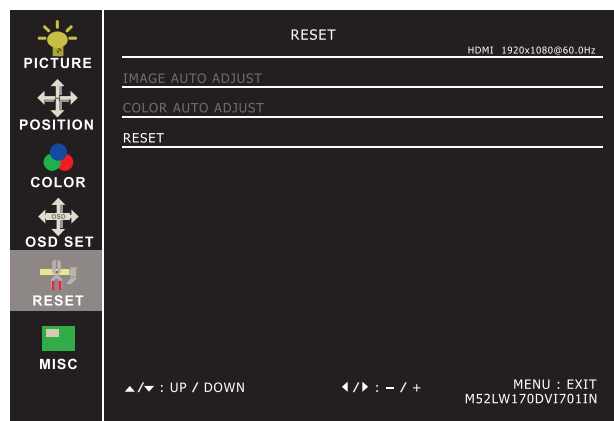 PICTURE
POSITION
COLOR
OSD
OSD SET
RESET
MISC
RESET
HDMI 1920x1080@60.0Hz
IMAGE AUTO ADJUST
COLOR AUTO ADJUST
RESET
▲/▼ : UP / DOWN
◀/▶ : – / +
MENU : EXIT
M52LW170DVI701IN